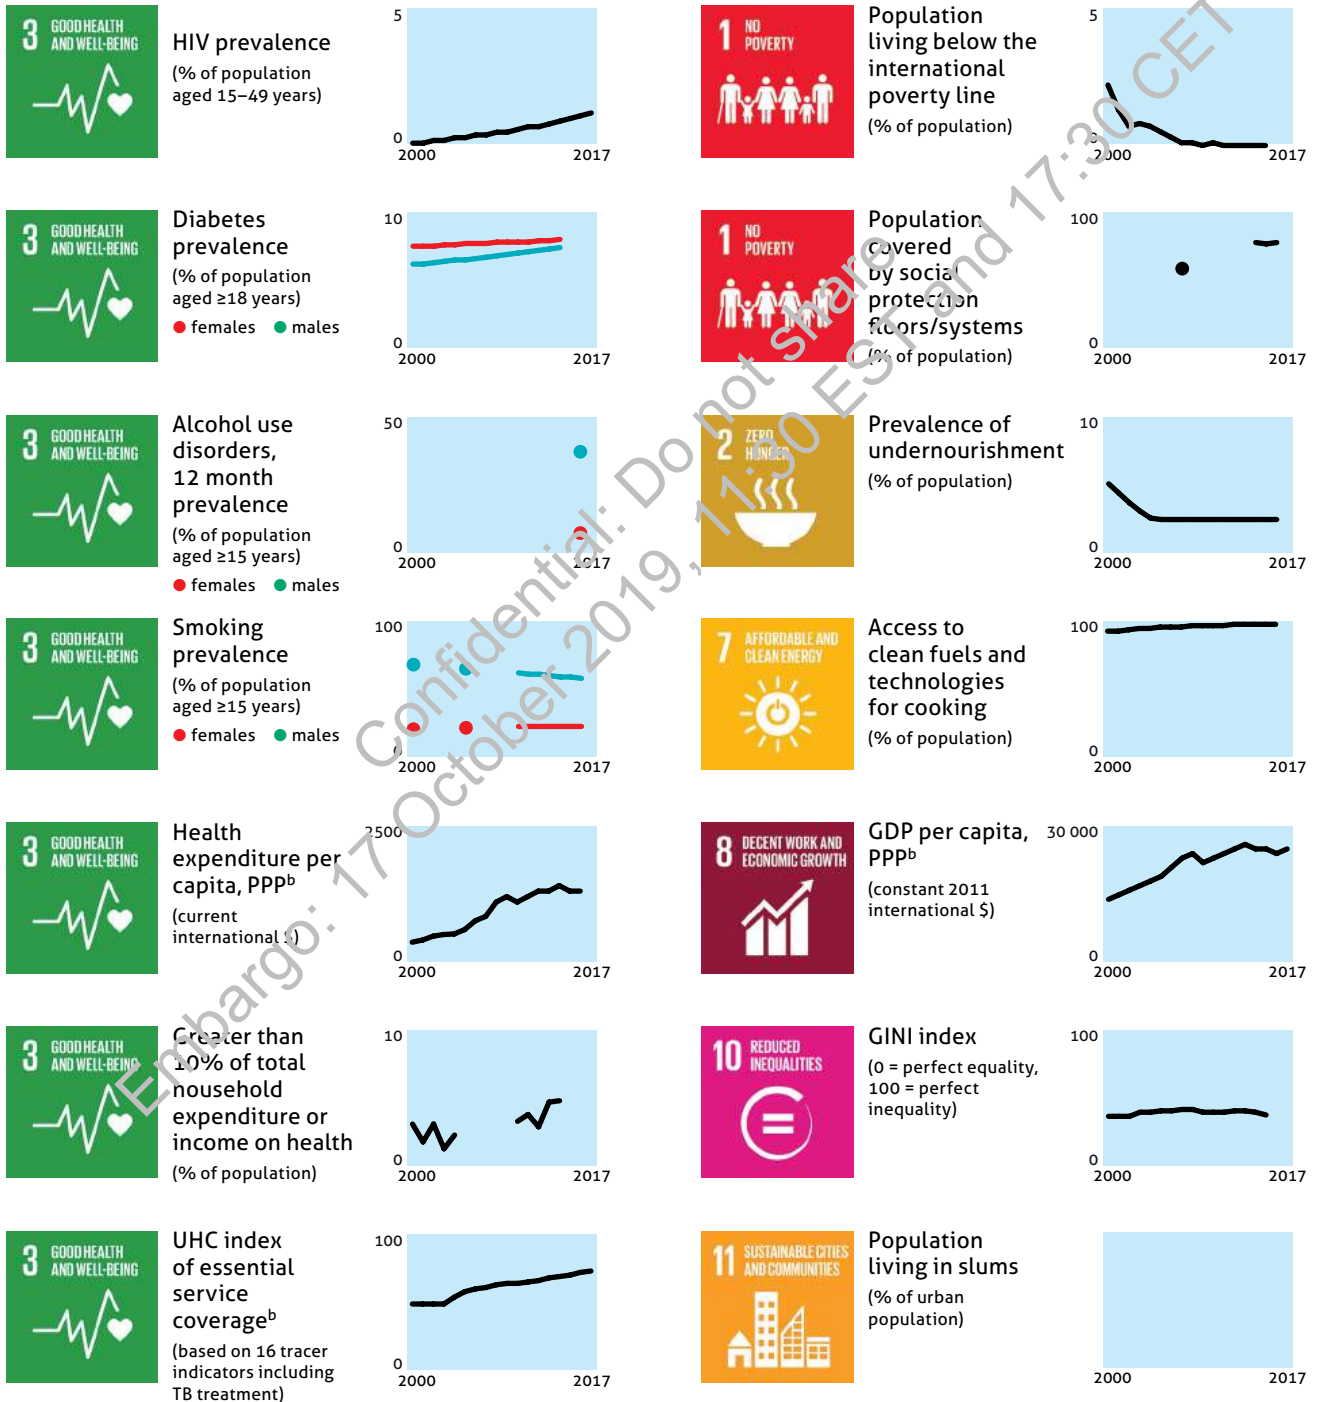 3 GOOD HEALTH
AND WELL-BEING
HIV prevalence
(% of population
aged 15–49 years)
5
0
2000 2017
1 NO
POVERTY
Population
living below the
international
poverty line
(% of population)
5
0
2000 2017
3 GOOD HEALTH
AND WELL-BEING
Diabetes
prevalence
(% of population
aged ≥18 years)
females males
10
0
2000 2017
1 NO
POVERTY
Population
covered
by social
protection
floors/systems
(% of population)
100
0
2000 2017
3 GOOD HEALTH
AND WELL-BEING
Alcohol use
disorders,
12 month
prevalence
(% of population
aged ≥15 years)
females males
50
0
2000 2017
2 ZERO
HUNGER
Prevalence of
undernourishment
(% of population)
10
0
2000 2017
3 GOOD HEALTH
AND WELL-BEING
Smoking
prevalence
(% of population
aged ≥15 years)
females males
100
0
2000 2017
7 AFFORDABLE AND
CLEAN ENERGY
Access to
clean fuels and
technologies
for cooking
(% of population)
100
0
2000 2017
3 GOOD HEALTH
AND WELL-BEING
Health
expenditure per
capita, PPPᵇ
(current
international $)
2500
0
2000 2017
8 DECENT WORK AND
ECONOMIC GROWTH
GDP per capita,
PPPᵇ
(constant 2011
international $)
30 000
0
2000 2017
3 GOOD HEALTH
AND WELL-BEING
Greater than
10% of total
household
expenditure or
income on health
(% of population)
10
0
2000 2017
10 REDUCED
INEQUALITIES
GINI index
(0 = perfect equality,
100 = perfect
inequality)
100
0
2000 2017
3 GOOD HEALTH
AND WELL-BEING
UHC index
of essential
service
coverageᵇ
(based on 16 tracer
indicators including
TB treatment)
100
0
2000 2017
11 SUSTAINABLE CITIES
AND COMMUNITIES
Population
living in slums
(% of urban
population)
2000 2017
Confidential: Do not share
Embargo: 17 October 2019, 11:30 EST and 17:30 CET